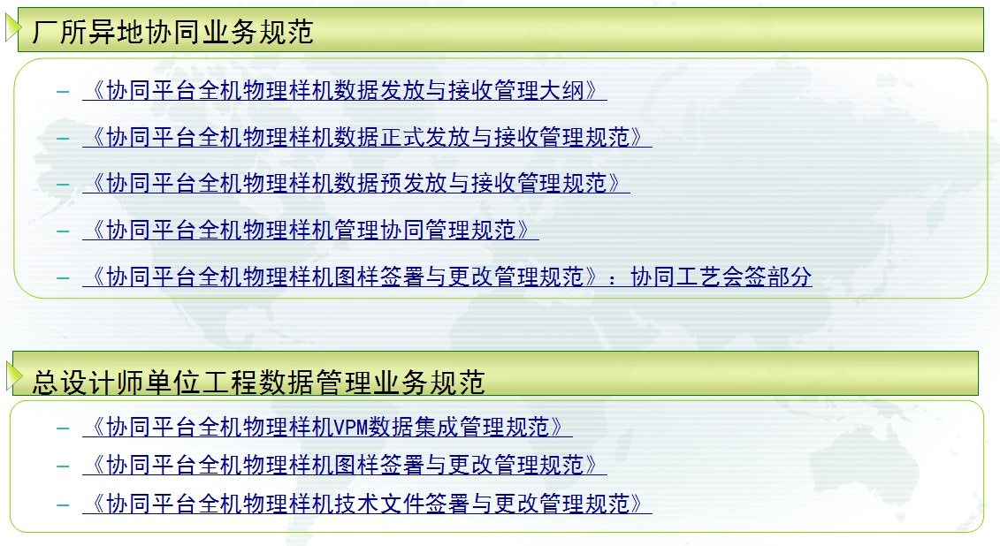 厂所异地协同业务规范
– 《协同平台全机物理样机数据发放与接收管理大纲》
– 《协同平台全机物理样机数据正式发放与接收管理规范》
– 《协同平台全机物理样机数据预发放与接收管理规范》
– 《协同平台全机物理样机管理协同管理规范》
– 《协同平台全机物理样机图样签署与更改管理规范》：协同工艺会签部分
总设计师单位工程数据管理业务规范
– 《协同平台全机物理样机VPM数据集成管理规范》
– 《协同平台全机物理样机图样签署与更改管理规范》
– 《协同平台全机物理样机技术文件签署与更改管理规范》